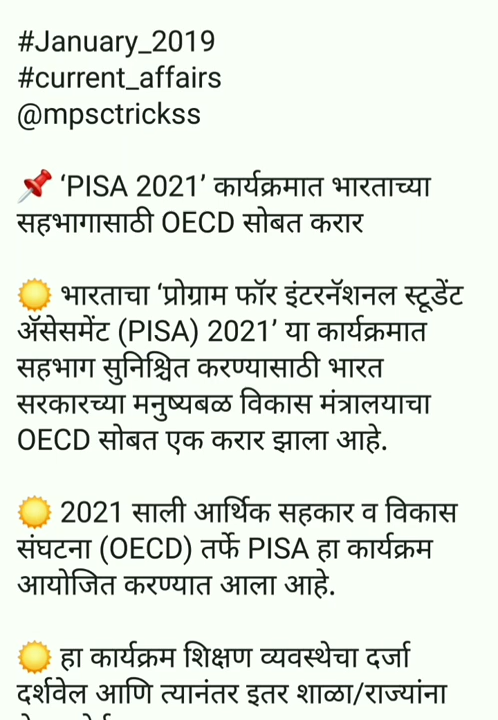 #January_2019
#current_affairs
@mpsctrickss
📌 ‘PISA 2021’ कार्यक्रमात भारताच्या
सहभागासाठी OECD सोबत करार
🌞 भारताचा ‘प्रोग्राम फॉर इंटरनॅशनल स्टूडेंट
ॲसेसमेंट (PISA) 2021’ या कार्यक्रमात
सहभाग सुनिश्चित करण्यासाठी भारत
सरकारच्या मनुष्यबळ विकास मंत्रालयाचा
OECD सोबत एक करार झाला आहे.
🌞 2021 साली आर्थिक सहकार व विकास
संघटना (OECD) तर्फे PISA हा कार्यक्रम
आयोजित करण्यात आला आहे.
🌞 हा कार्यक्रम शिक्षण व्यवस्थेचा दर्जा
दर्शवेल आणि त्यानंतर इतर शाळा/राज्यांना